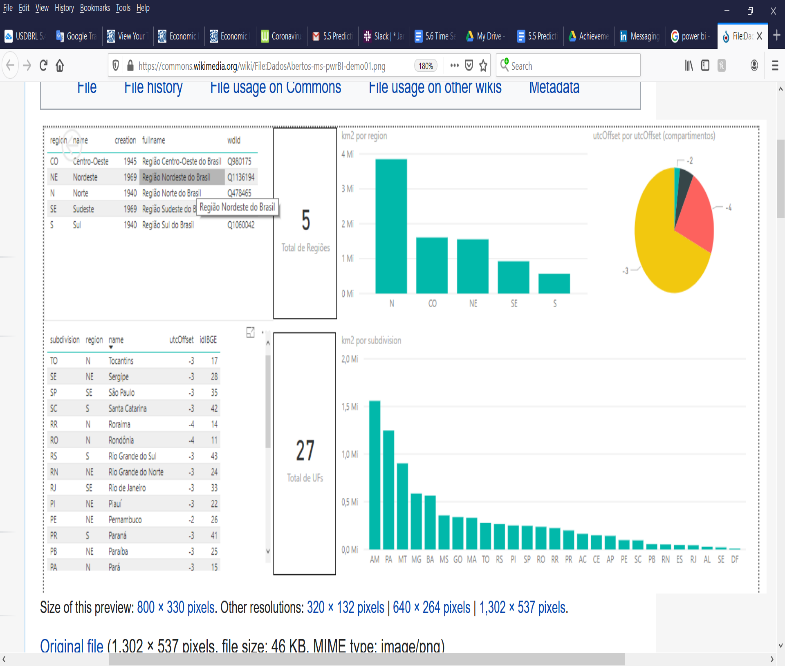 File Edit View History Bookmarks Tools Help
USDBRL S Google Tra View Your Economic Economic Coronaviru 5.5 Predicti Slack | * Ja 5.6 Time Se My Drive - 5.5 Predicti Achieveme Messaging power bi - File:Da X
https://commons.wikimedia.org/wiki/File:DadosAbertos-ms-pwrBI-demo01.png 180% Search
File File history File usage on Commons File usage on other wikis Metadata
region name creation fullname wdId
CO Centro-Oeste 1945 Região Centro-Oeste do Brasil Q980175
NE Nordeste 1969 Região Nordeste do Brasil Q1136194
N Norte 1940 Região Norte do Brasil Q478465
SE Sudeste 1969 Região Sudeste do B
S Sul 1940 Região Sul do Brasil Q1060042
Região Nordeste do Brasil
5
Total de Regiões
km2 por region
4 Mi
3 Mi
2 Mi
1 Mi
0 Mi
N CO NE SE S
utcOffset por utcOffset (compartimentos)
-2
-4
-3
subdivision region name utcOffset idIBGE
TO N Tocantins -3 17
SE NE Sergipe -3 28
SP SE São Paulo -3 35
SC S Santa Catarina -3 42
RR N Roraima -4 14
RO N Rondônia -4 11
RS S Rio Grande do Sul -3 43
RN NE Rio Grande do Norte -3 24
RJ SE Rio de Janeiro -3 33
PI NE Piauí -3 22
PE NE Pernambuco -2 26
PR S Paraná -3 41
PB NE Paraíba -3 25
PA N Pará -3 15
27
Total de UFs
km2 por subdivision
2,0 Mi
1,5 Mi
1,0 Mi
0,5 Mi
0,0 Mi
AM PA MT MG BA MS GO MA TO RS PI SP RO RR PR AC CE AP PE SC PB RN ES RJ AL SE DF
Size of this preview: 800 × 330 pixels. Other resolutions: 320 × 132 pixels | 640 × 264 pixels | 1,302 × 537 pixels.
Original file (1,302 × 537 pixels, file size: 46 KB, MIME type: image/png)